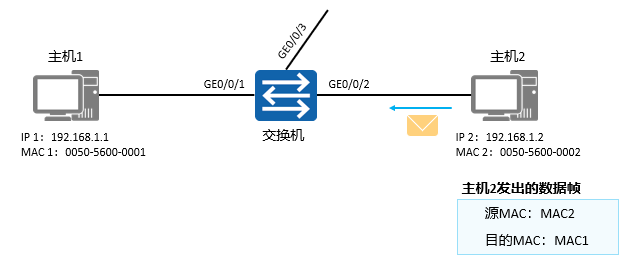 GE0/0/3
主机1
主机2
GE0/0/1
GE0/0/2
交换机
IP 1：192.168.1.1
MAC 1：0050-5600-0001
IP 2：192.168.1.2
MAC 2：0050-5600-0002
主机2发出的数据帧
源MAC：MAC2
目的MAC：MAC1